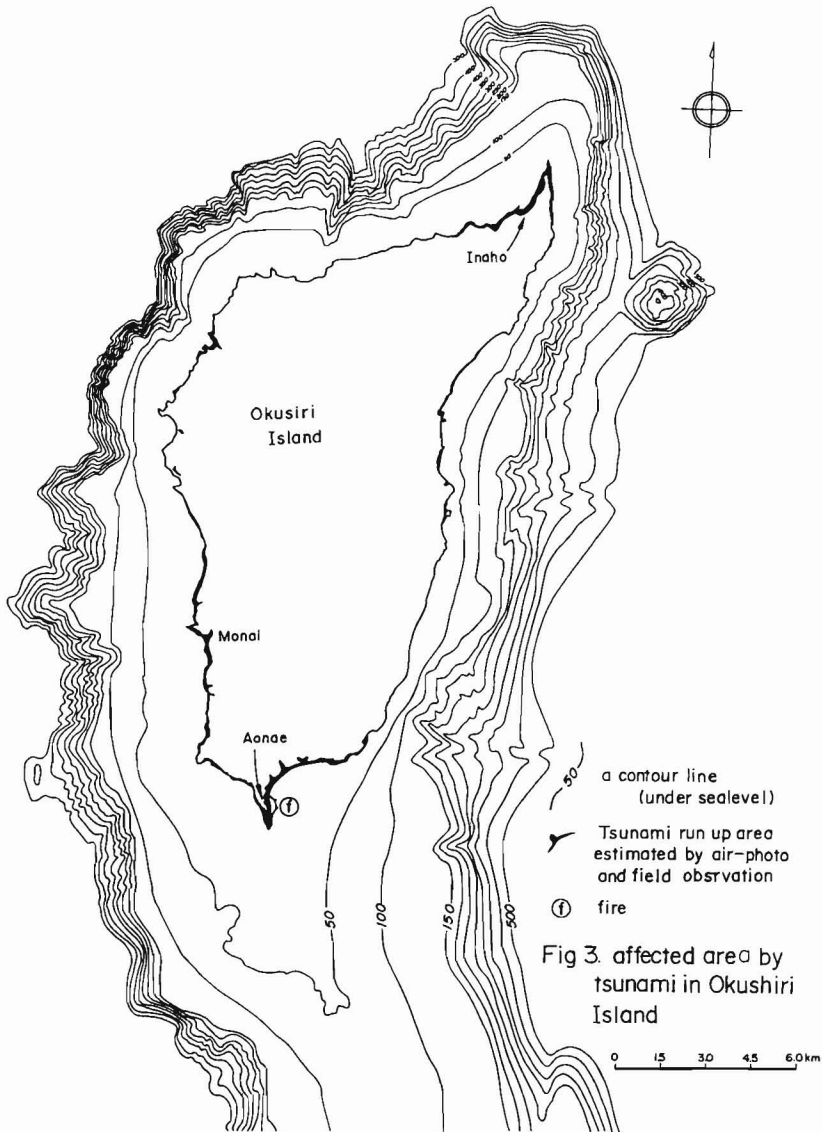 Inaho
Okusiri
Island
Monai
Aonae
f
50
a contour line
(under sealevel)
Tsunami run up area
estimated by air-photo
and field obsrvation
f fire
50
100
150
500
Fig 3. affected area by
tsunami in Okushiri
Island
0 1.5 3.0 4.5 6.0km